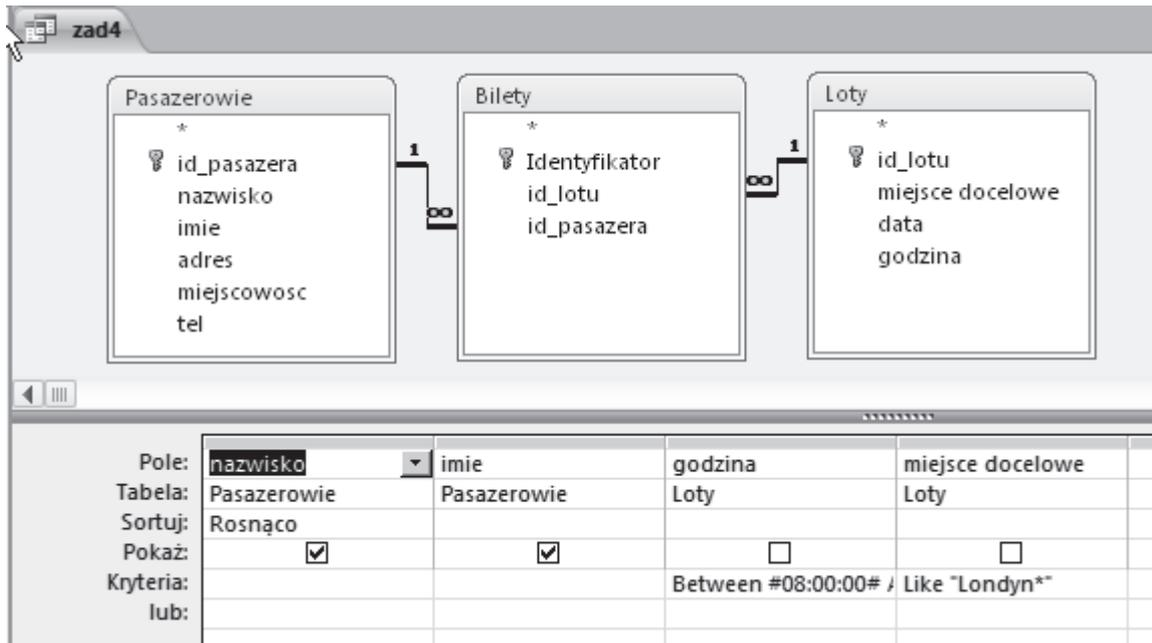 zad4
Pasazerowie
*
id_pasazera
nazwisko
imie
adres
miejscowosc
tel
1
∞
Bilety
*
Identyfikator
id_lotu
id_pasazera
∞
1
Loty
*
id_lotu
miejsce docelowe
data
godzina
Pole: nazwisko imie godzina miejsce docelowe
Tabela: Pasazerowie Pasazerowie Loty Loty
Sortuj: Rosnąco
Pokaż:
Kryteria: Between #08:00:00# Like "Londyn*"
lub: